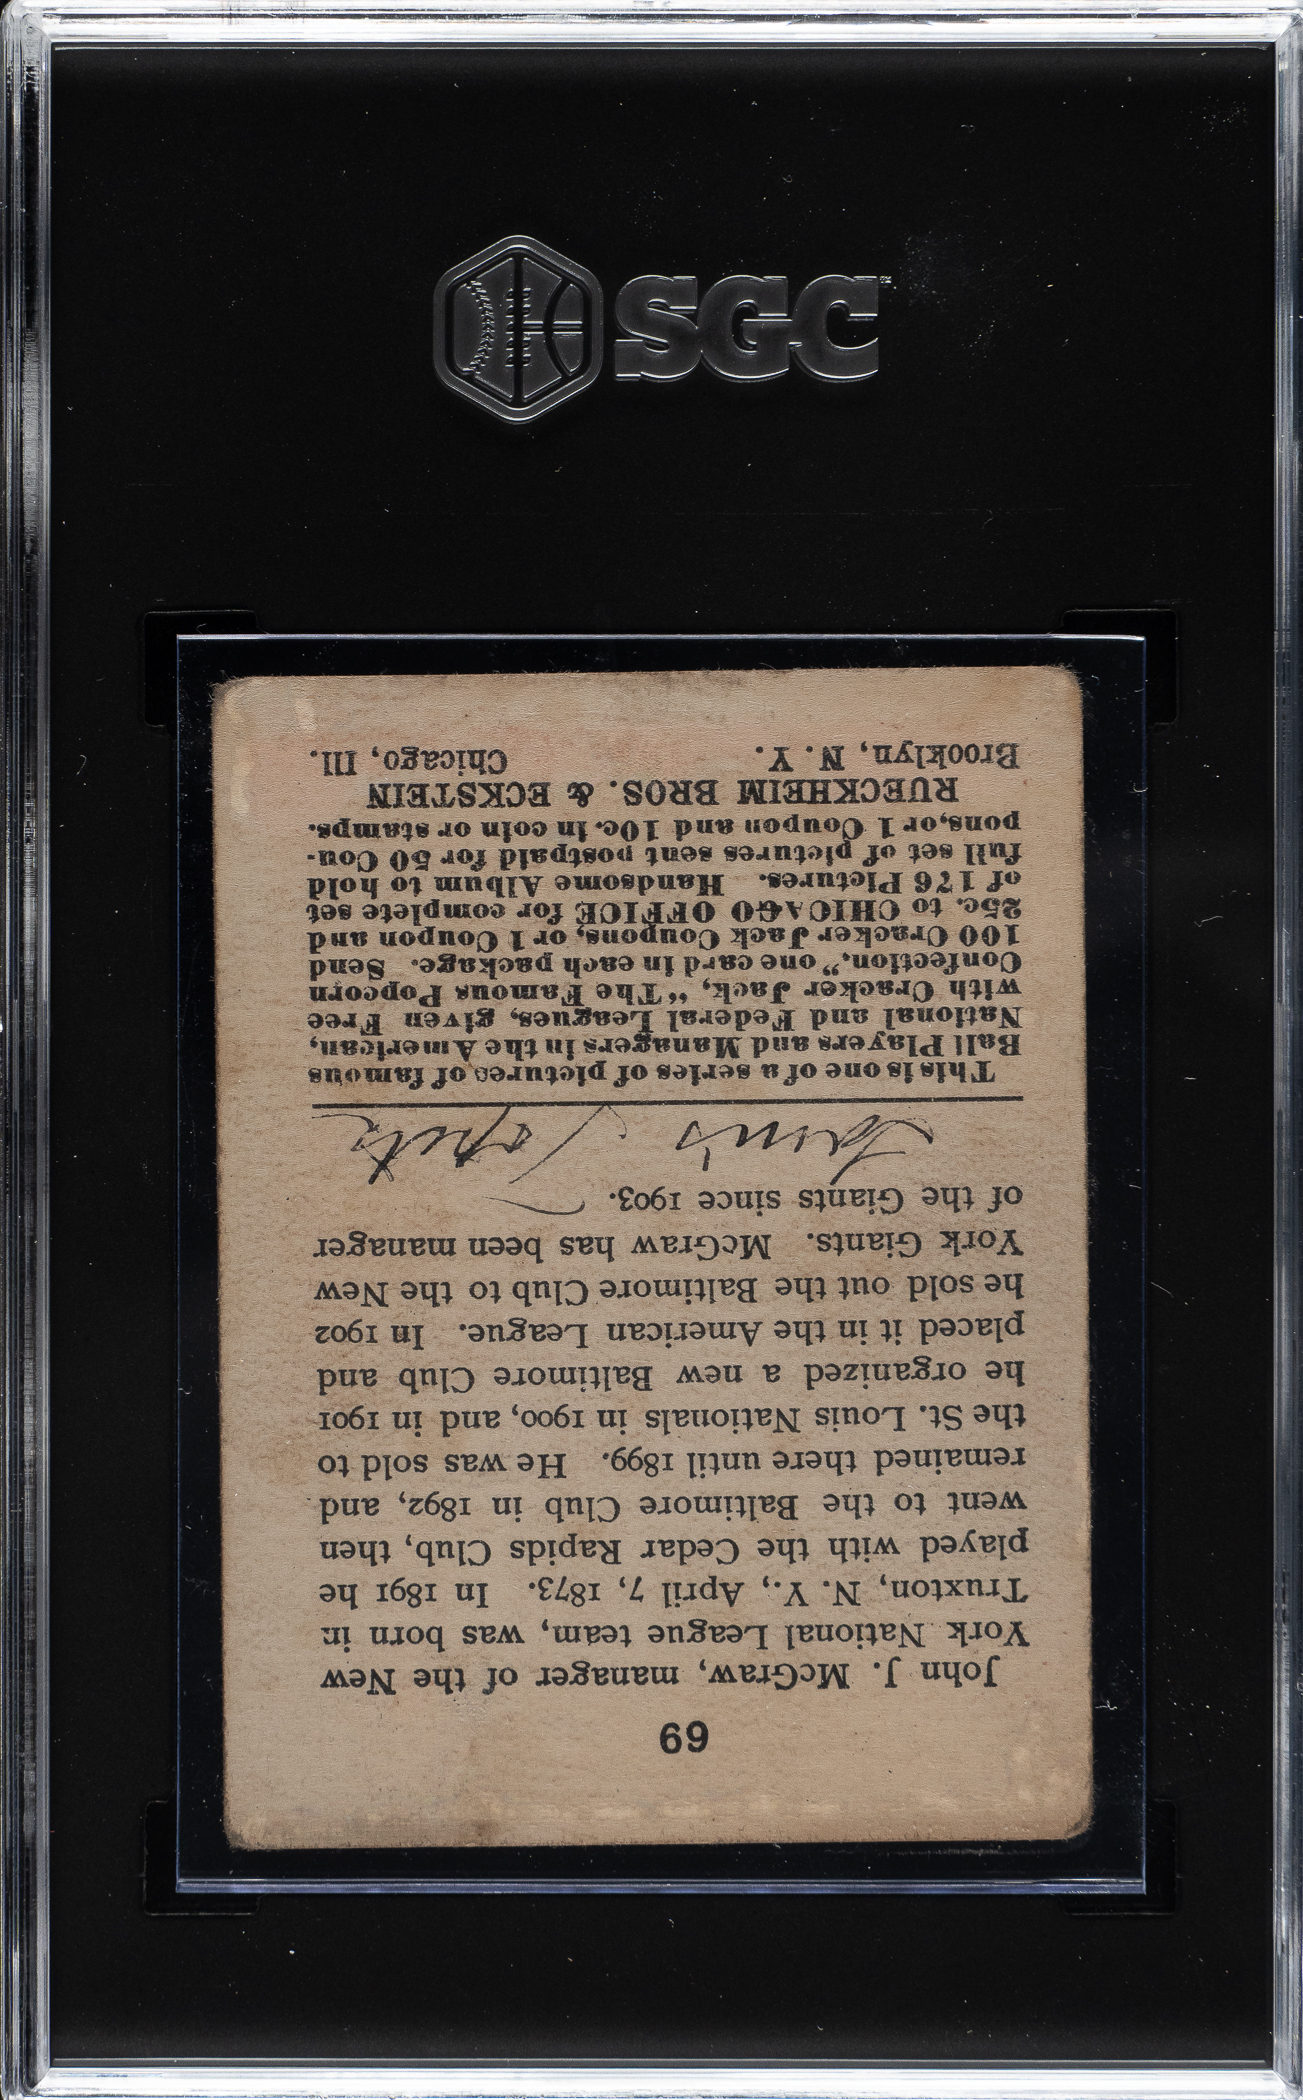 SGC
69
John J. McGraw, manager of the New
York National League team, was born in
Truxton, N. Y., April 7, 1873. In 1891 he
played with the Cedar Rapids Club, then
went to the Baltimore Club in 1892, and
remained there until 1899. He was sold to
the St. Louis Nationals in 1900, and in 1901
he organized a new Baltimore Club and
placed it in the American League. In 1902
he sold out the Baltimore Club to the New
York Giants. McGraw has been manager
of the Giants since 1903.
This is one of a series of pictures of famous
Ball Players and Managers in the American,
National and Federal Leagues, given Free
with Cracker Jack, "The Famous Popcorn
Confection," one card in each package. Send
100 Cracker Jack Coupons, or 1 Coupon and
25c. to CHICAGO OFFICE for complete set
of 176 Pictures. Handsome Album to hold
full set of pictures sent postpaid for 50 Cou-
pons, or 1 Coupon and 10c. in coin or stamps.
RUECKHEIM BROS. & ECKSTEIN
Brooklyn, N. Y. Chicago, Ill.